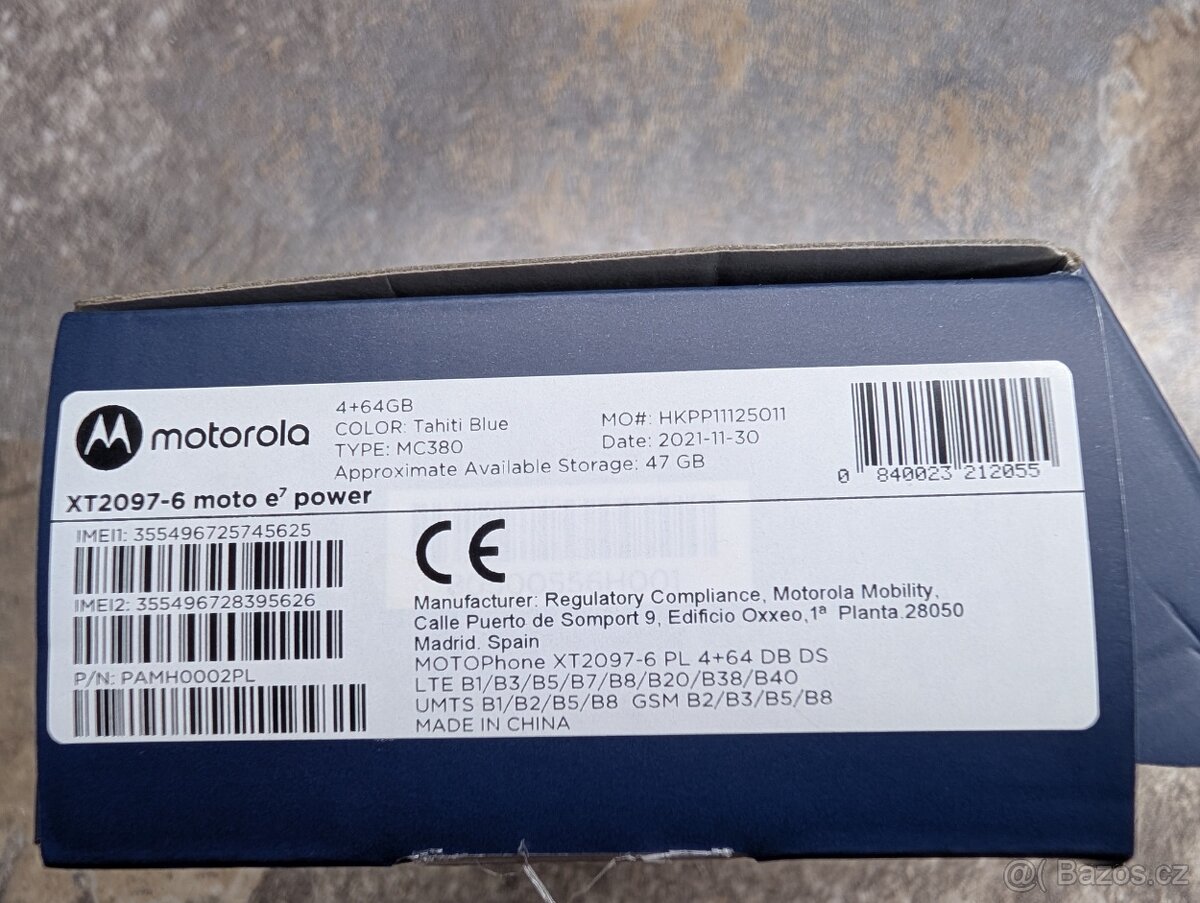 motorola
4+64GB
COLOR: Tahiti Blue
TYPE: MC380
Approximate Available Storage: 47 GB
MO#: HKPP11125011
Date: 2021-11-30
0 840023 212055
XT2097-6 moto e⁷ power
IMEI1: 355496725745625
IMEI2: 355496728395626
P/N: PAMH0002PL
CE
Manufacturer: Regulatory Compliance, Motorola Mobility,
Calle Puerto de Somport 9, Edificio Oxxeo,1ª Planta.28050
Madrid. Spain
MOTOPhone XT2097-6 PL 4+64 DB DS
LTE B1/B3/B5/B7/B8/B20/B38/B40
UMTS B1/B2/B5/B8 GSM B2/B3/B5/B8
MADE IN CHINA
@( Bazos.cz